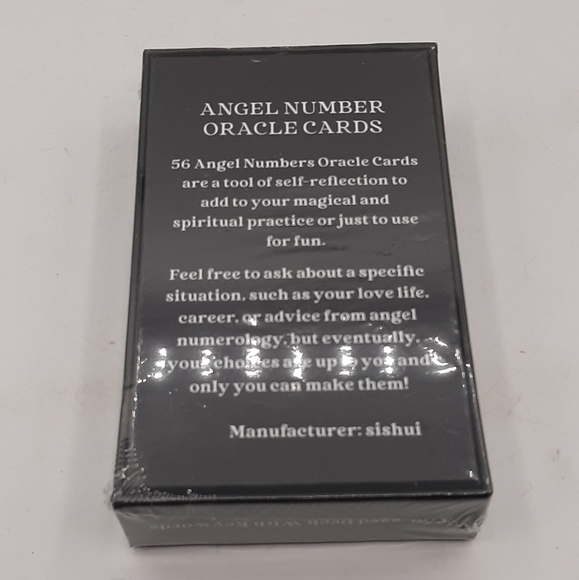 ANGEL NUMBER
ORACLE CARDS
56 Angel Numbers Oracle Cards
are a tool of self-reflection to
add to your magical and
spiritual practice or just to use
for fun.
Feel free to ask about a specific
situation, such as your love life,
career, or advice from angel
numerology, but eventually,
your choices are up to you and
only you can make them!
Manufacturer: sishui
Deck With Keywords